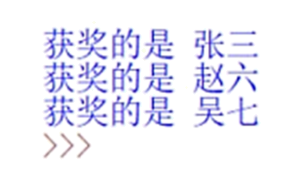 获奖的是 张三
获奖的是 赵六
获奖的是 吴七
>>>